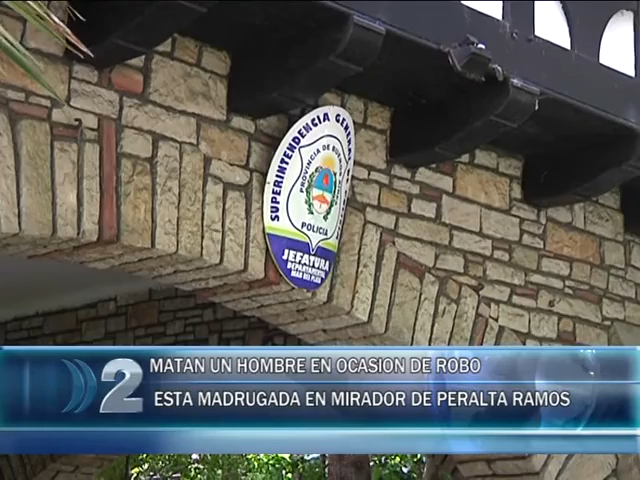 SUPERINTENDENCIA GENERAL
PROVINCIA DE BUENOS AIRES
POLICIA
JEFATURA
DEPARTAMENTAL
MAR DEL PLATA
2
MATAN UN HOMBRE EN OCASION DE ROBO
ESTA MADRUGADA EN MIRADOR DE PERALTA RAMOS